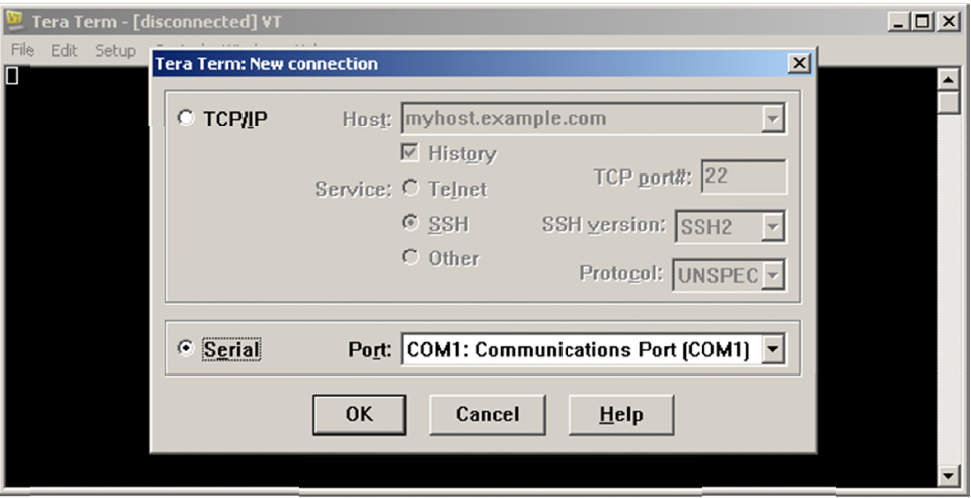 Tera Term - [disconnected] VT
File Edit Setup
Tera Term: New connection
TCP/IP Host: myhost.example.com
History
Service: Telnet TCP port#: 22
SSH SSH version: SSH2
Other Protocol: UNSPEC
Serial Port: COM1: Communications Port (COM1)
OK Cancel Help